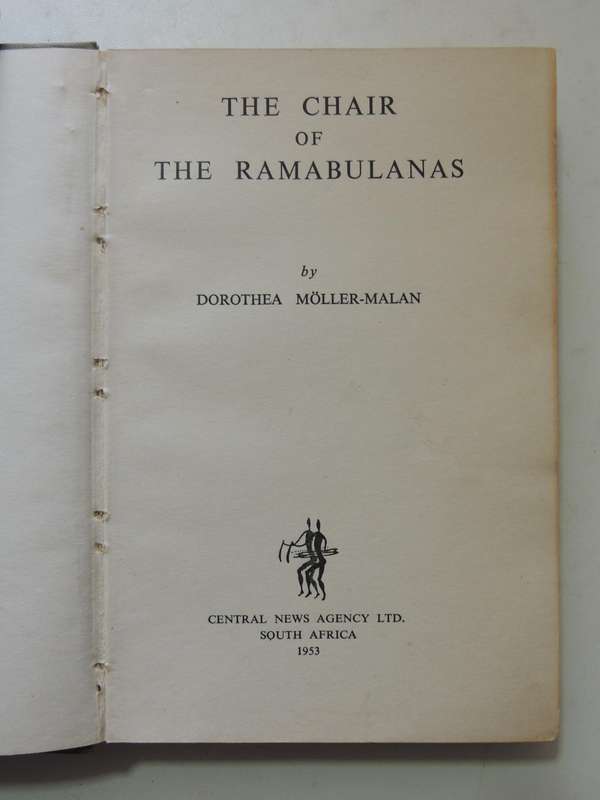 THE CHAIR
OF
THE RAMABULANAS
by
DOROTHEA MÖLLER-MALAN
CENTRAL NEWS AGENCY LTD.
SOUTH AFRICA
1953